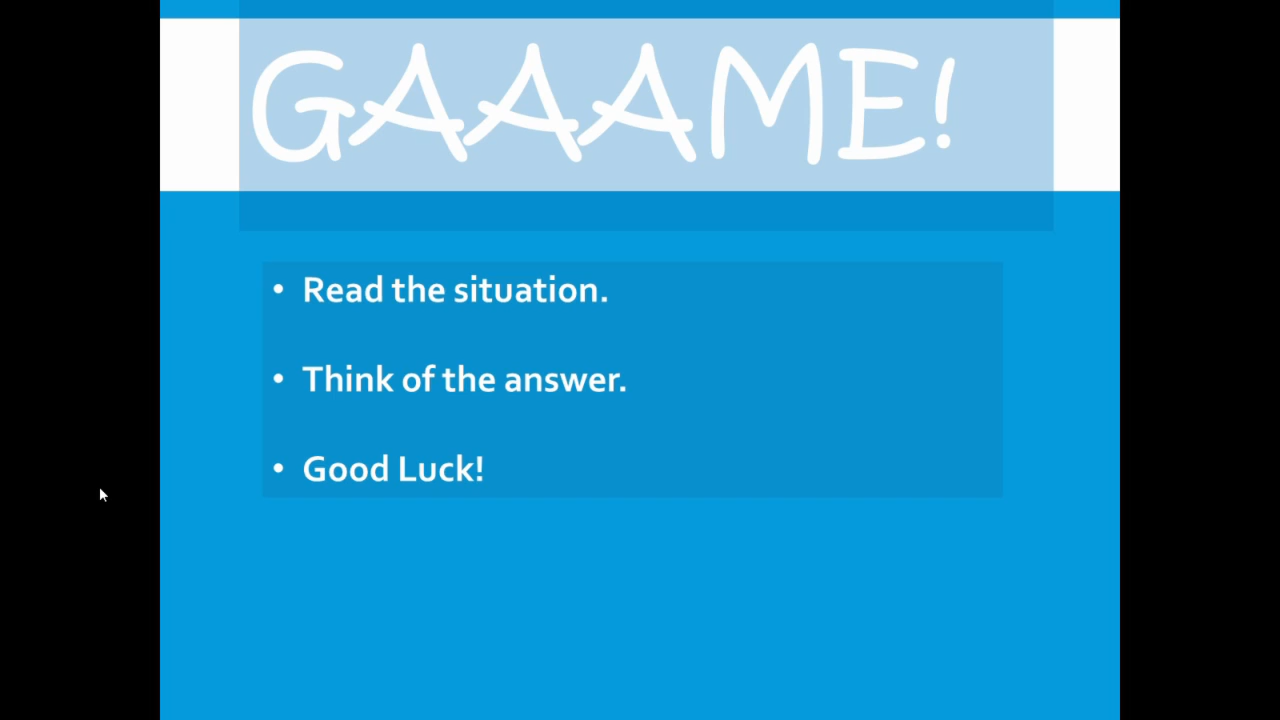 GAAAME!
• Read the situation.
• Think of the answer.
• Good Luck!